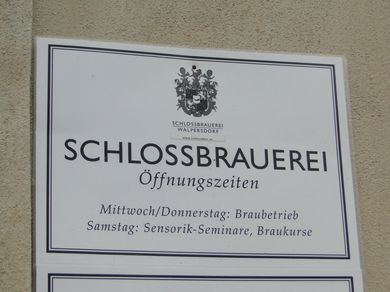 SCHLOSSBRAUEREI
WALPERSDORF
SCHLOSSBRAUEREI
Öffnungszeiten
Mittwoch/Donnerstag: Braubetrieb
Samstag: Sensorik-Seminare, Braukurse